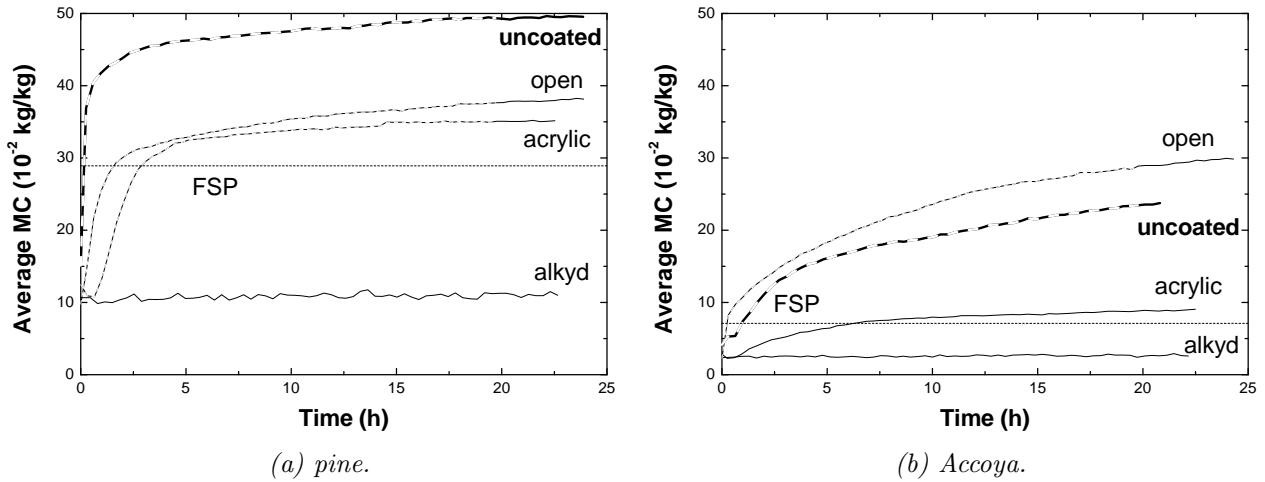 50
40
30
20
10
0
Average MC (10⁻² kg/kg)
uncoated
open
acrylic
FSP
alkyd
0 5 10 15 20 25
Time (h)
(a) pine.
50
40
30
20
10
0
Average MC (10⁻² kg/kg)
open
uncoated
FSP
acrylic
alkyd
0 5 10 15 20 25
Time (h)
(b) Accoya.